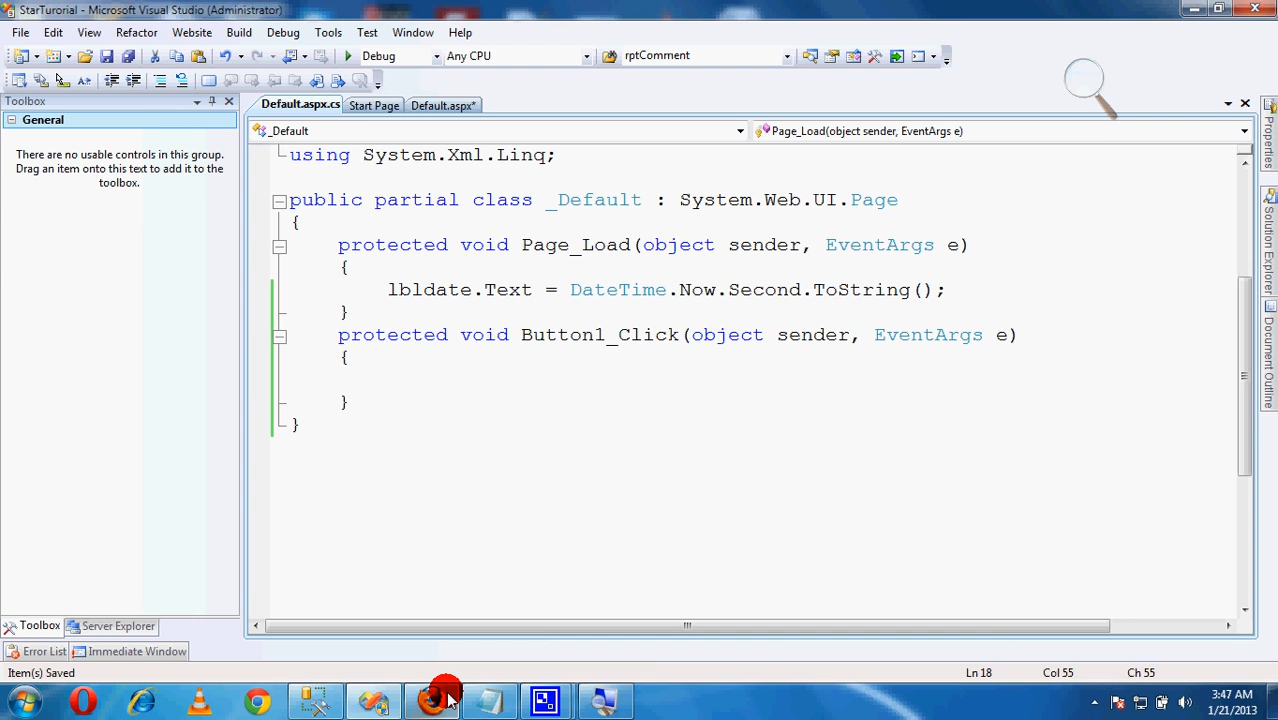 StarTurorial - Microsoft Visual Studio (Administrator)
File Edit View Refactor Website Build Debug Tools Test Window Help
Debug Any CPU rptComment
Toolbox
General
There are no usable controls in this group.
Drag an item onto this text to add it to the
toolbox.
Default.aspx.cs Start Page Default.aspx*
_Default Page_Load(object sender, EventArgs e)
using System.Xml.Linq;
public partial class _Default : System.Web.UI.Page
{
protected void Page_Load(object sender, EventArgs e)
{
lbldate.Text = DateTime.Now.Second.ToString();
}
protected void Button1_Click(object sender, EventArgs e)
{
}
}
Properties
Solution Explorer
Document Outline
Toolbox Server Explorer
Error List Immediate Window
Item(s) Saved Ln 18 Col 55 Ch 55
3:47 AM
1/21/2013